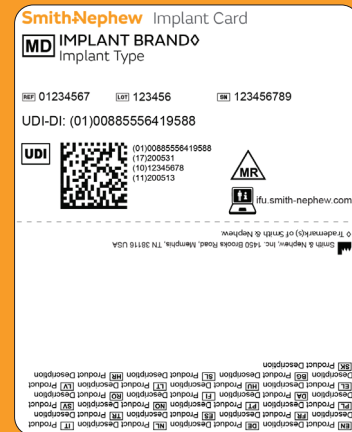 Smith+Nephew Implant Card
MD IMPLANT BRAND◊
Implant Type
REF 01234567 LOT 123456 SN 123456789
UDI-DI: (01)00885556419588
UDI
(01)00885556419588
(17)200531
(10)12345678
(11)200513
MR
ifu.smith-nephew.com
◊ Trademark(s) of Smith & Nephew.
Smith & Nephew, Inc. 1450 Brooks Road, Memphis, TN 38116 USA
EN Product Description DE Product Description NL Product Description IT Product
Description FR Product Description ES Product Description TR Product Description
PL Product Description PT Product Description NO Product Description SV Product
Description DA Product Description FI Product Description RO Product Description
EL Product Description HU Product Description LT Product Description LV Product
Description BG Product Description SL Product Description HR Product Description
SK Product Description